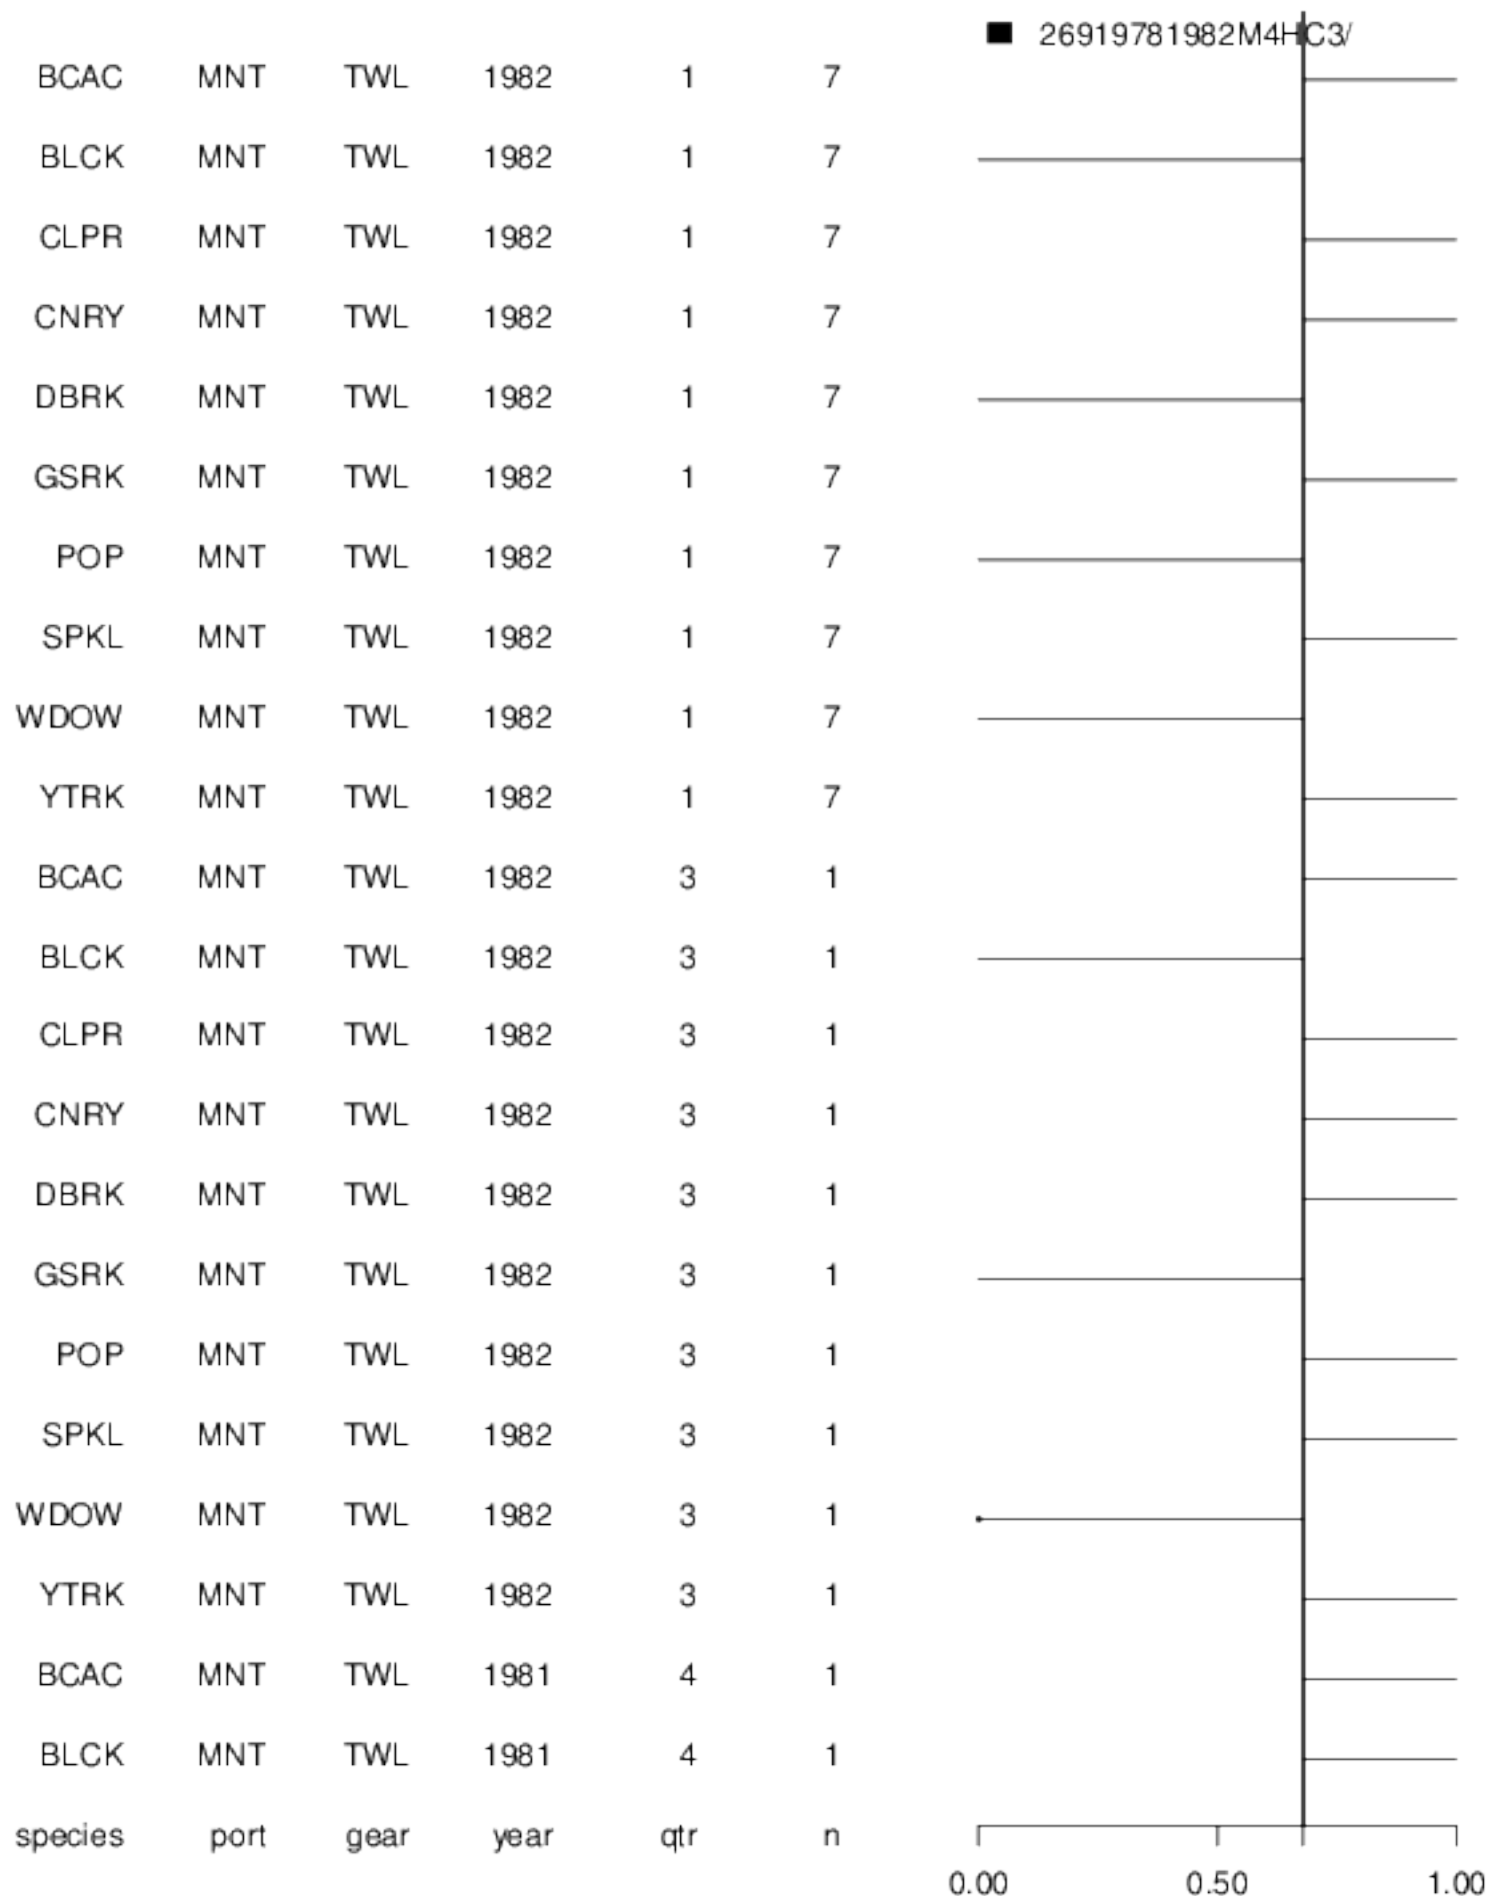 26919781982M4HC3/
BCAC MNT TWL 1982 1 7
BLCK MNT TWL 1982 1 7
CLPR MNT TWL 1982 1 7
CNRY MNT TWL 1982 1 7
DBRK MNT TWL 1982 1 7
GSRK MNT TWL 1982 1 7
POP MNT TWL 1982 1 7
SPKL MNT TWL 1982 1 7
WDOW MNT TWL 1982 1 7
YTRK MNT TWL 1982 1 7
BCAC MNT TWL 1982 3 1
BLCK MNT TWL 1982 3 1
CLPR MNT TWL 1982 3 1
CNRY MNT TWL 1982 3 1
DBRK MNT TWL 1982 3 1
GSRK MNT TWL 1982 3 1
POP MNT TWL 1982 3 1
SPKL MNT TWL 1982 3 1
WDOW MNT TWL 1982 3 1
YTRK MNT TWL 1982 3 1
BCAC MNT TWL 1981 4 1
BLCK MNT TWL 1981 4 1
species port gear year qtr n
0.00 0.50 1.00